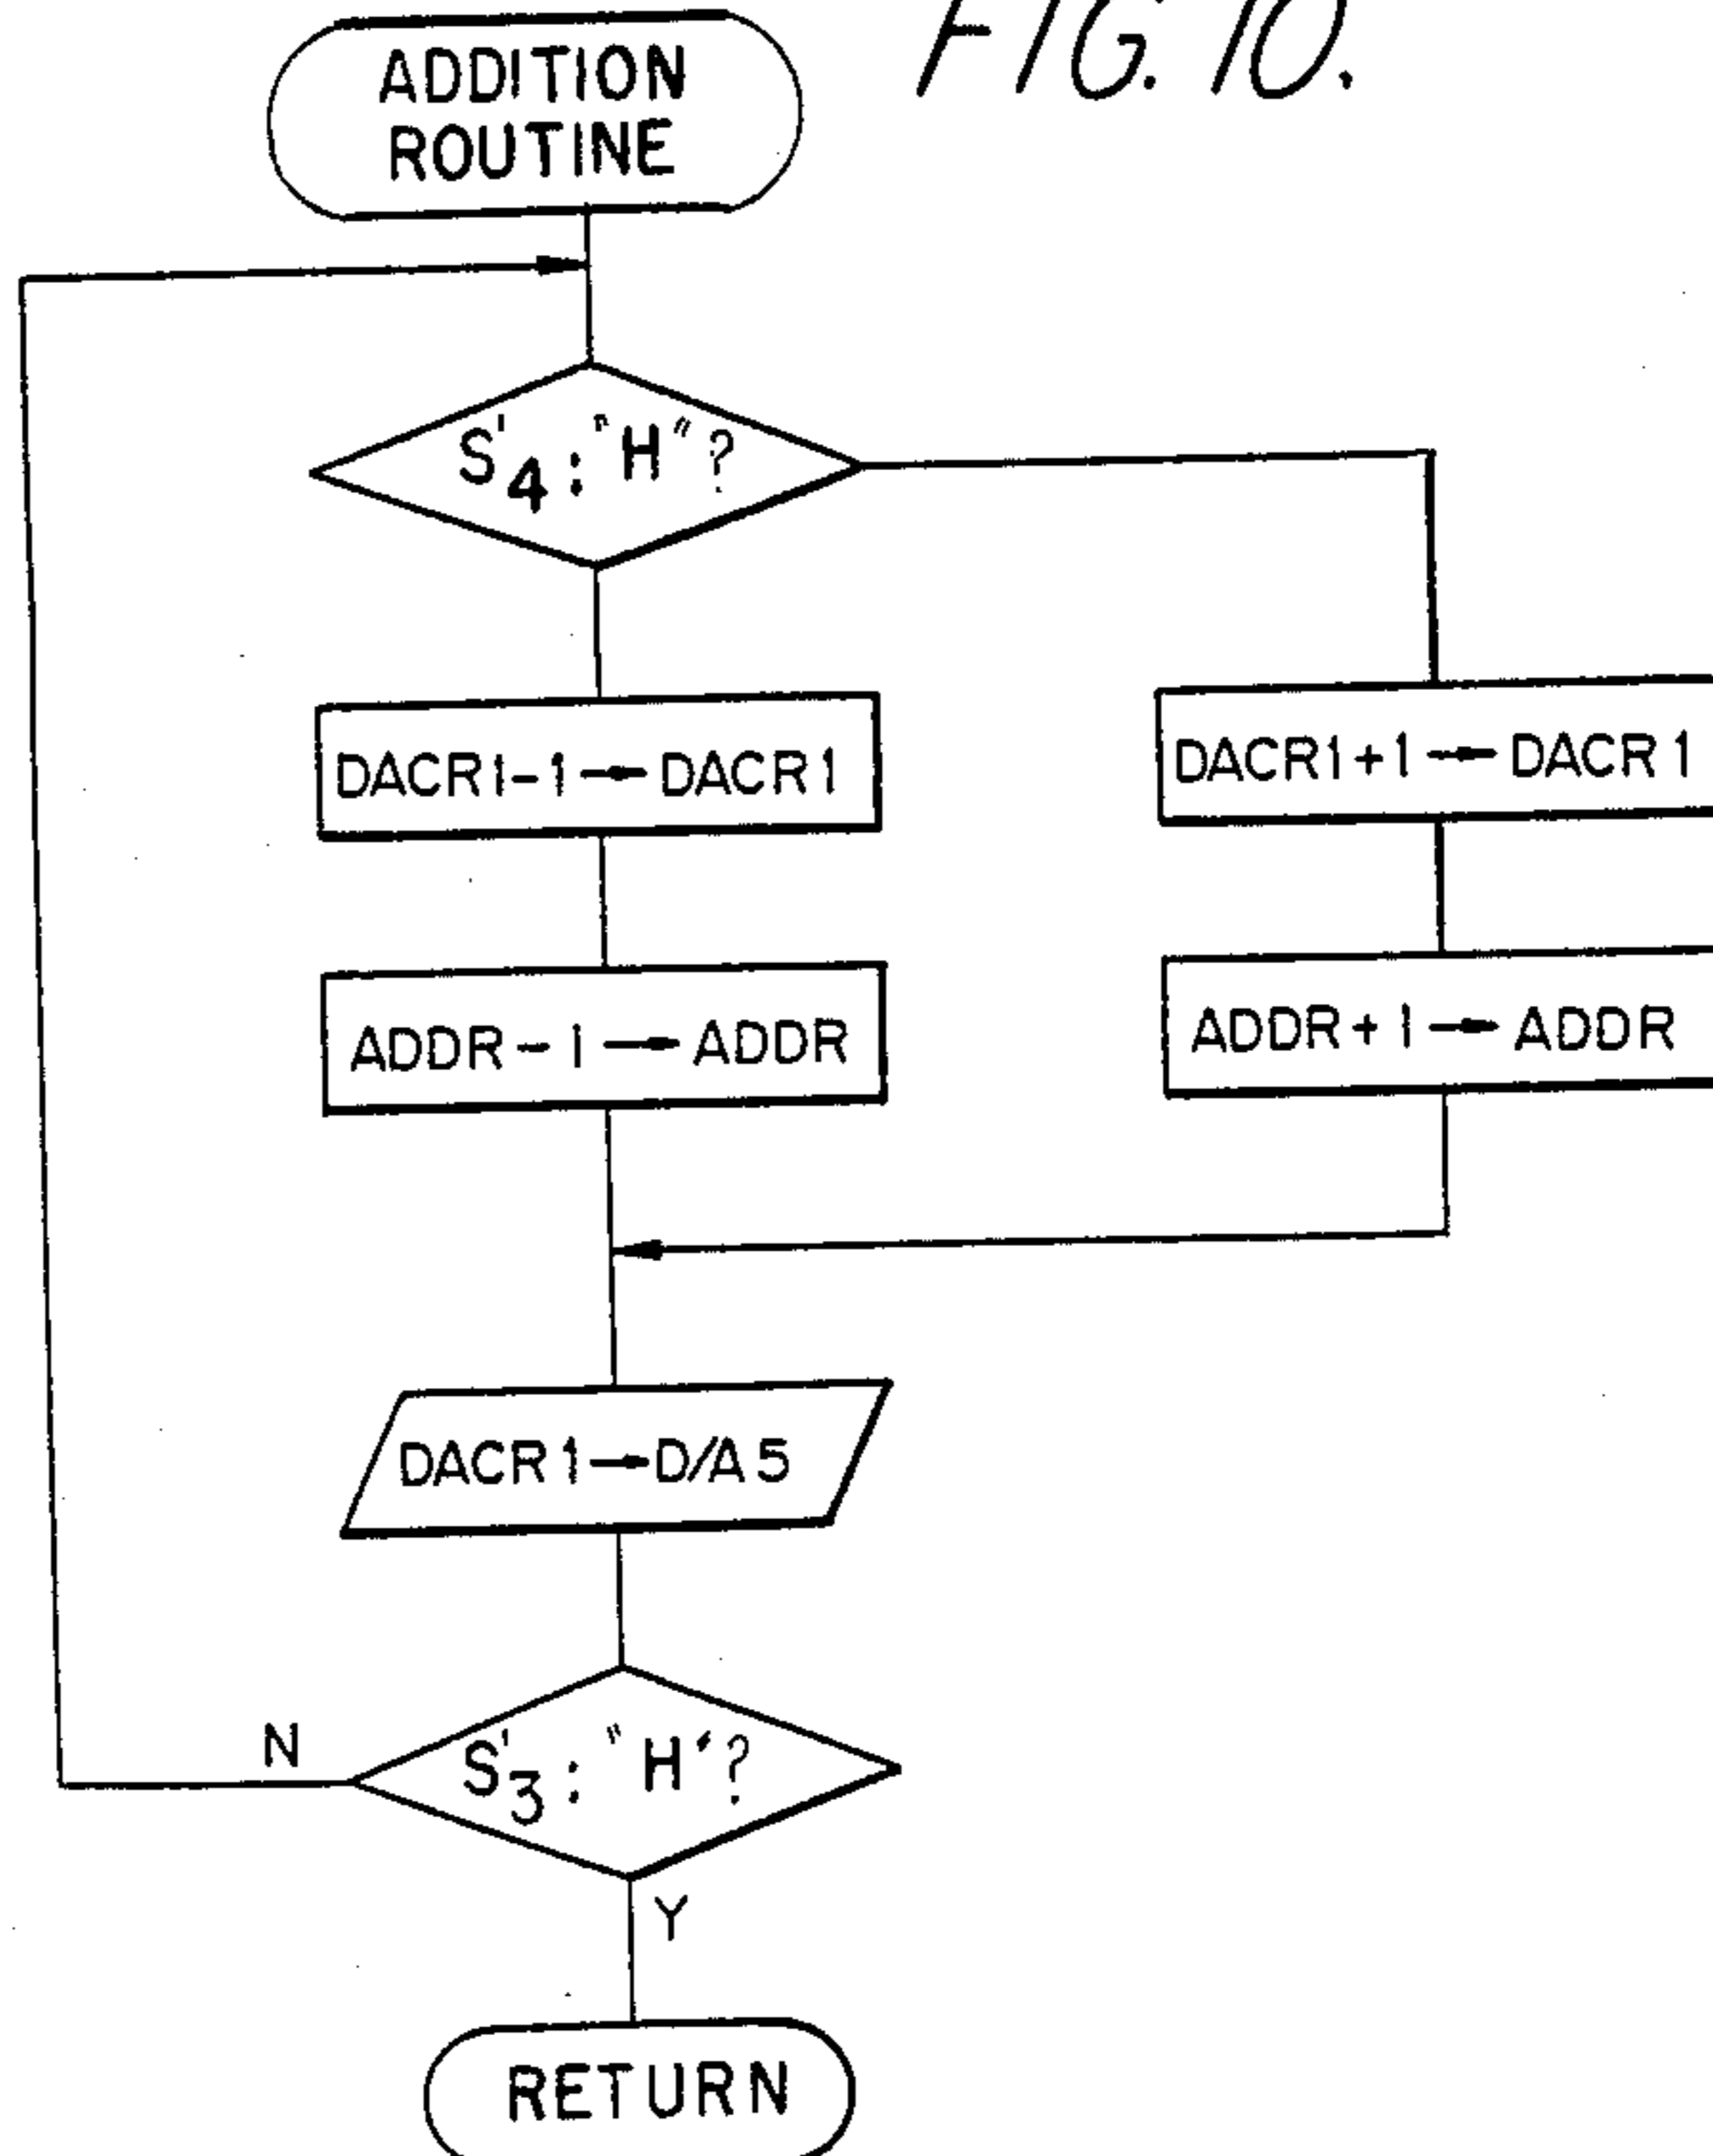 FIG. 10.
ADDITION
ROUTINE
S'4 : "H" ?
DACR1-1→DACR1
DACR1+1→DACR1
ADDR-1→ADDR
ADDR+1→ADDR
DACR1→D/A5
N
S'3 : "H"?
Y
RETURN